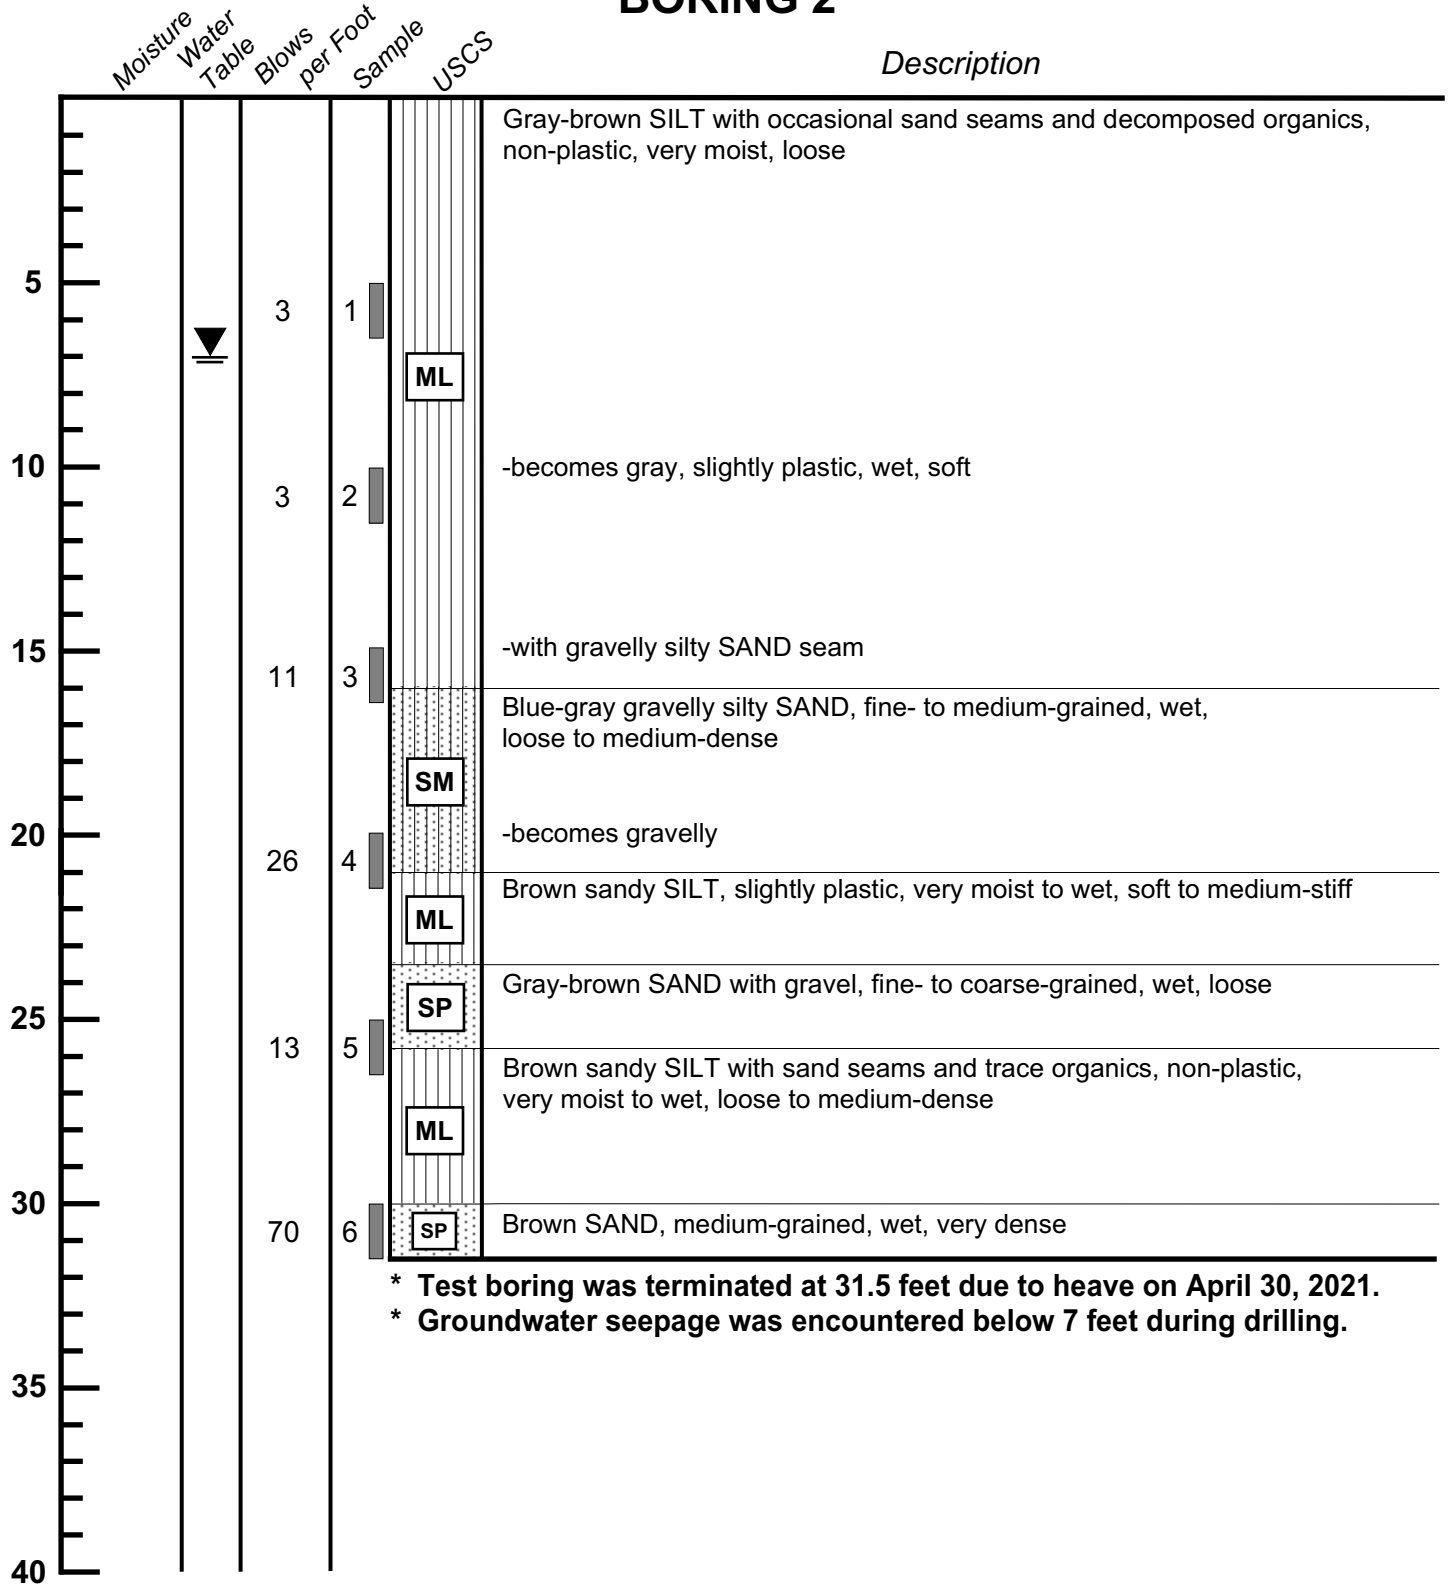 BORING 2
Moisture
Water
Table
Blows
per Foot
Sample
USCS
Description
Gray-brown SILT with occasional sand seams and decomposed organics,
non-plastic, very moist, loose
5
3 1
ML
10
-becomes gray, slightly plastic, wet, soft
3 2
15
-with gravelly silty SAND seam
11 3
Blue-gray gravelly silty SAND, fine- to medium-grained, wet,
loose to medium-dense
SM
20
-becomes gravelly
26 4
Brown sandy SILT, slightly plastic, very moist to wet, soft to medium-stiff
ML
Gray-brown SAND with gravel, fine- to coarse-grained, wet, loose
SP
25
13 5
Brown sandy SILT with sand seams and trace organics, non-plastic,
very moist to wet, loose to medium-dense
ML
30
70 6 SP Brown SAND, medium-grained, wet, very dense
* Test boring was terminated at 31.5 feet due to heave on April 30, 2021.
* Groundwater seepage was encountered below 7 feet during drilling.
35
40